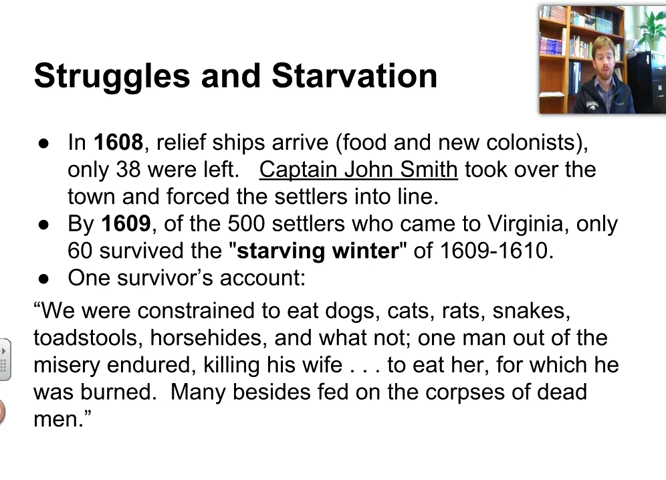 Struggles and Starvation
● In 1608, relief ships arrive (food and new colonists),
only 38 were left. Captain John Smith took over the
town and forced the settlers into line.
● By 1609, of the 500 settlers who came to Virginia, only
60 survived the "starving winter" of 1609-1610.
● One survivor’s account:
“We were constrained to eat dogs, cats, rats, snakes,
toadstools, horsehides, and what not; one man out of the
misery endured, killing his wife . . . to eat her, for which he
was burned. Many besides fed on the corpses of dead
men.”